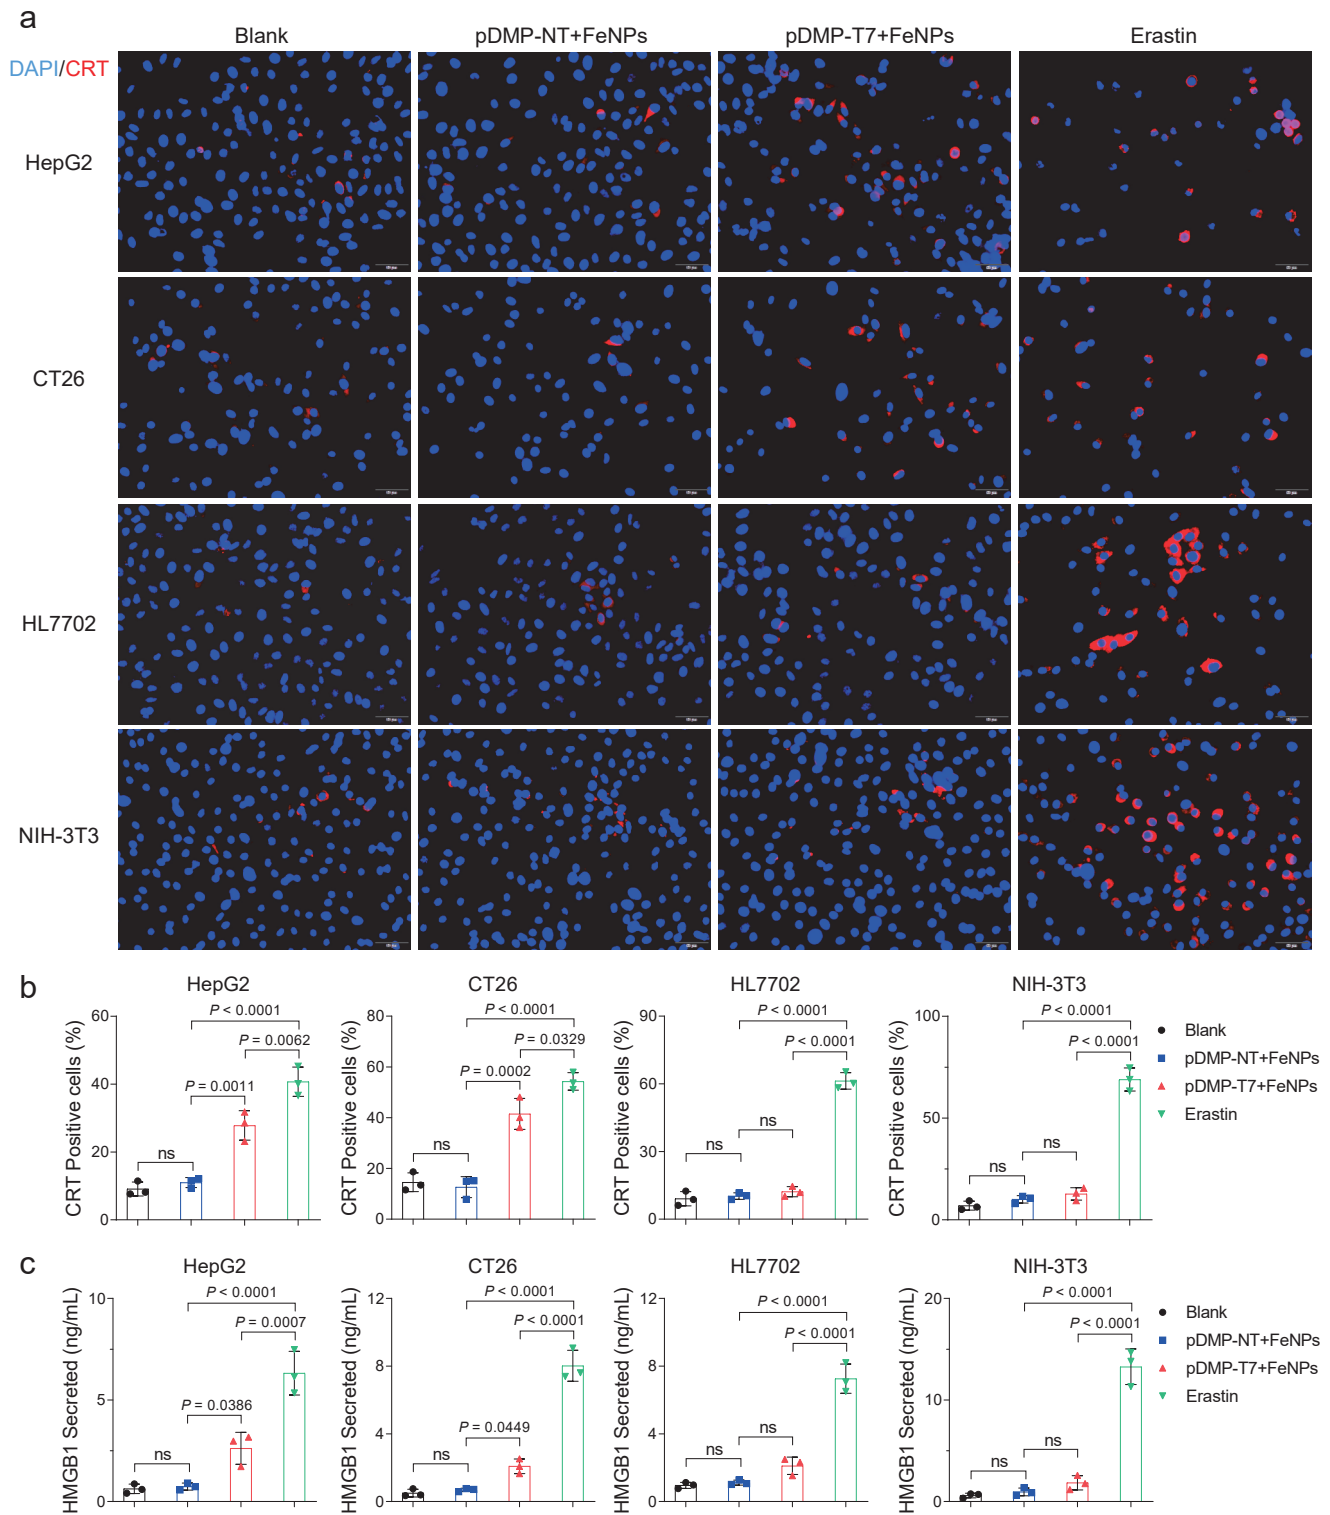 a
Blank pDMP-NT+FeNPs pDMP-T7+FeNPs Erastin
DAPI/CRT
HepG2
CT26
HL7702
NIH-3T3
b
HepG2 CT26 HL7702 NIH-3T3
CRT Positive cells (%)
60
40
20
0
ns
P = 0.0011
P = 0.0062
P < 0.0001
CRT Positive cells (%)
80
60
40
20
0
ns
P = 0.0002
P = 0.0329
P < 0.0001
CRT Positive cells (%)
90
60
30
0
ns
ns
P < 0.0001
P < 0.0001
CRT Positive cells (%)
100
50
0
ns
ns
P < 0.0001
P < 0.0001
Blank
pDMP-NT+FeNPs
pDMP-T7+FeNPs
Erastin
c
HepG2 CT26 HL7702 NIH-3T3
HMGB1 Secreted (ng/mL)
10
5
0
ns
P = 0.0386
P = 0.0007
P < 0.0001
HMGB1 Secreted (ng/mL)
12
8
4
0
ns
P = 0.0449
P < 0.0001
P < 0.0001
HMGB1 Secreted (ng/mL)
12
8
4
0
ns
ns
P < 0.0001
P < 0.0001
HMGB1 Secreted (ng/mL)
20
10
0
ns
ns
P < 0.0001
P < 0.0001
Blank
pDMP-NT+FeNPs
pDMP-T7+FeNPs
Erastin